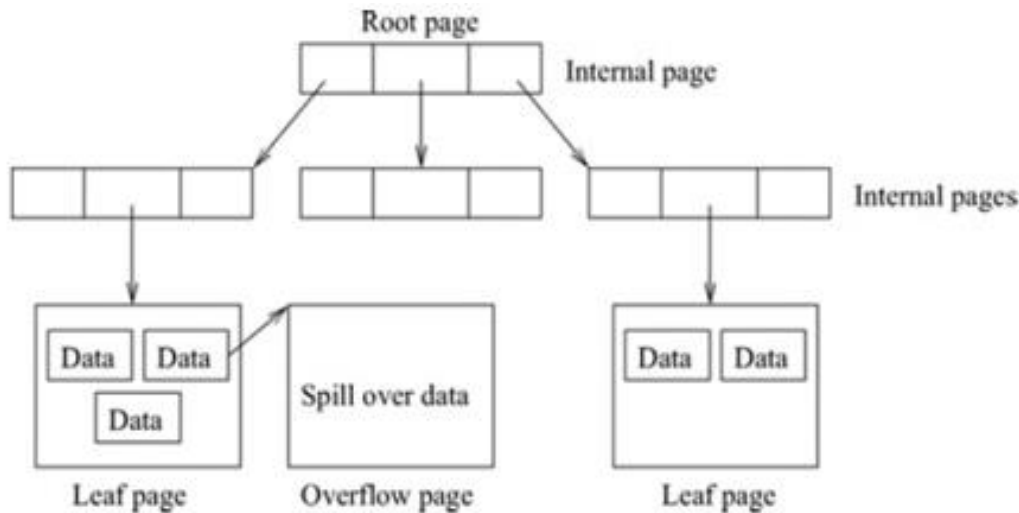 Root page
Internal page
Internal pages
Data Data
Data
Spill over data
Data Data
Leaf page
Overflow page
Leaf page